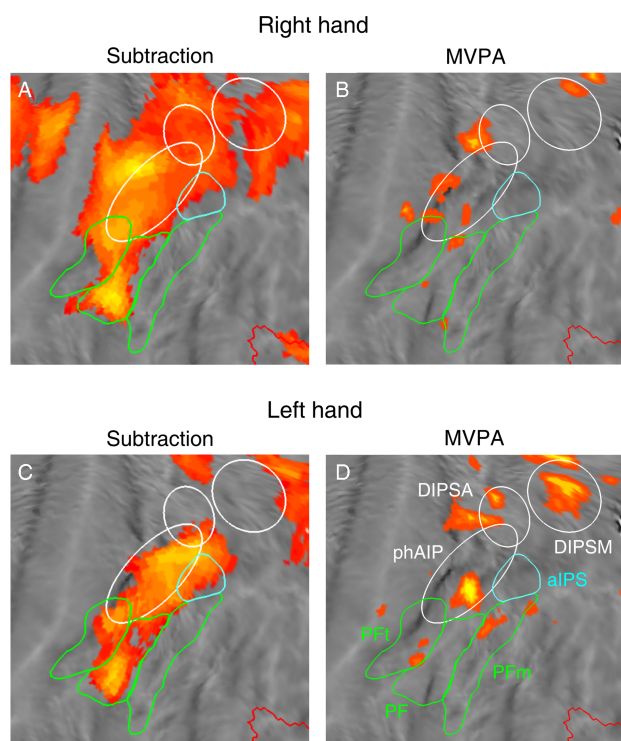 Right hand
Subtraction
MVPA
A
B
Left hand
Subtraction
MVPA
C
D
DIPSA
DIPSM
phAIP
aIPS
PFt
PFm
PF